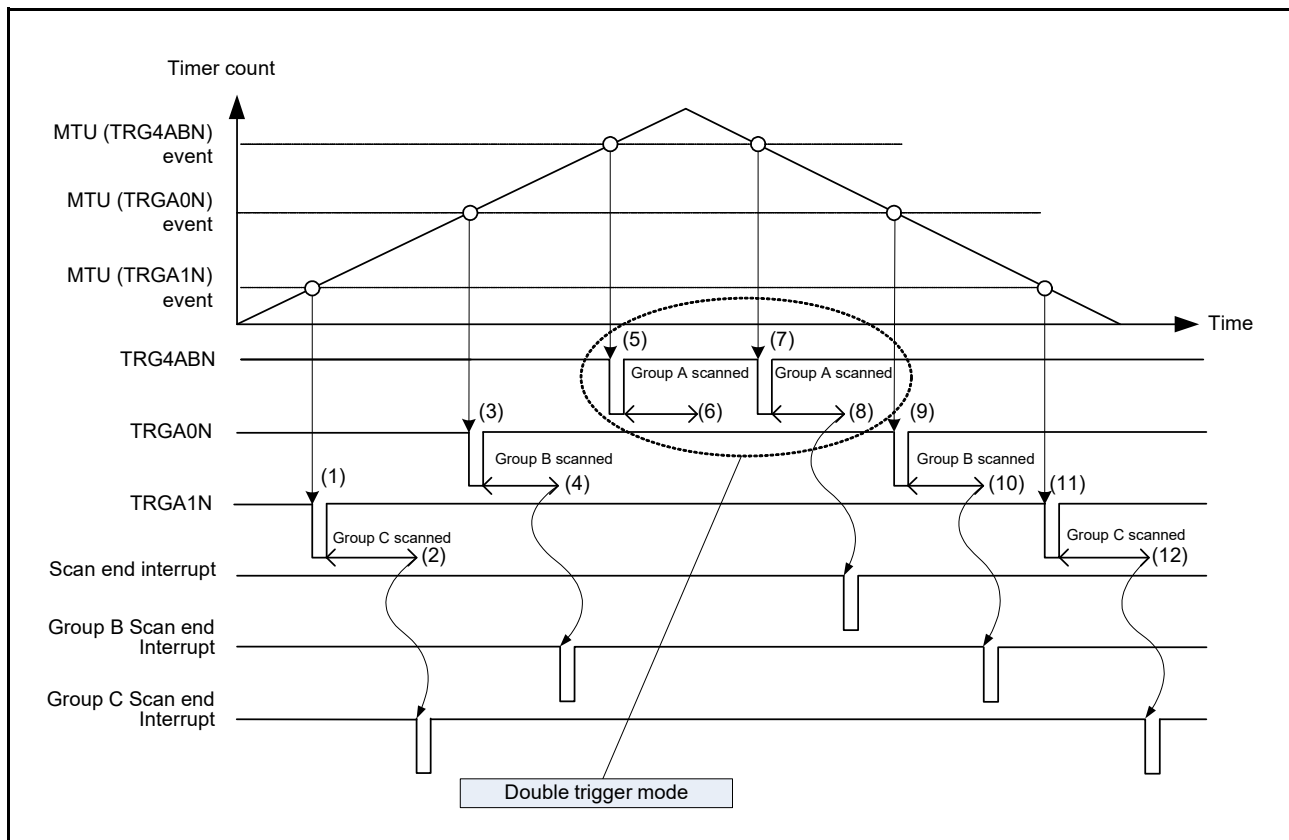 Timer count
MTU (TRG4ABN)
event
MTU (TRGA0N)
event
MTU (TRGA1N)
event
Time
TRG4ABN
(5)
(7)
Group A scanned
Group A scanned
(6)
(8)
TRGA0N
(3)
(9)
Group B scanned
Group B scanned
(4)
(10)
TRGA1N
(1)
(11)
Group C scanned
Group C scanned
(2)
(12)
Scan end interrupt
Group B Scan end
Interrupt
Group C Scan end
Interrupt
Double trigger mode